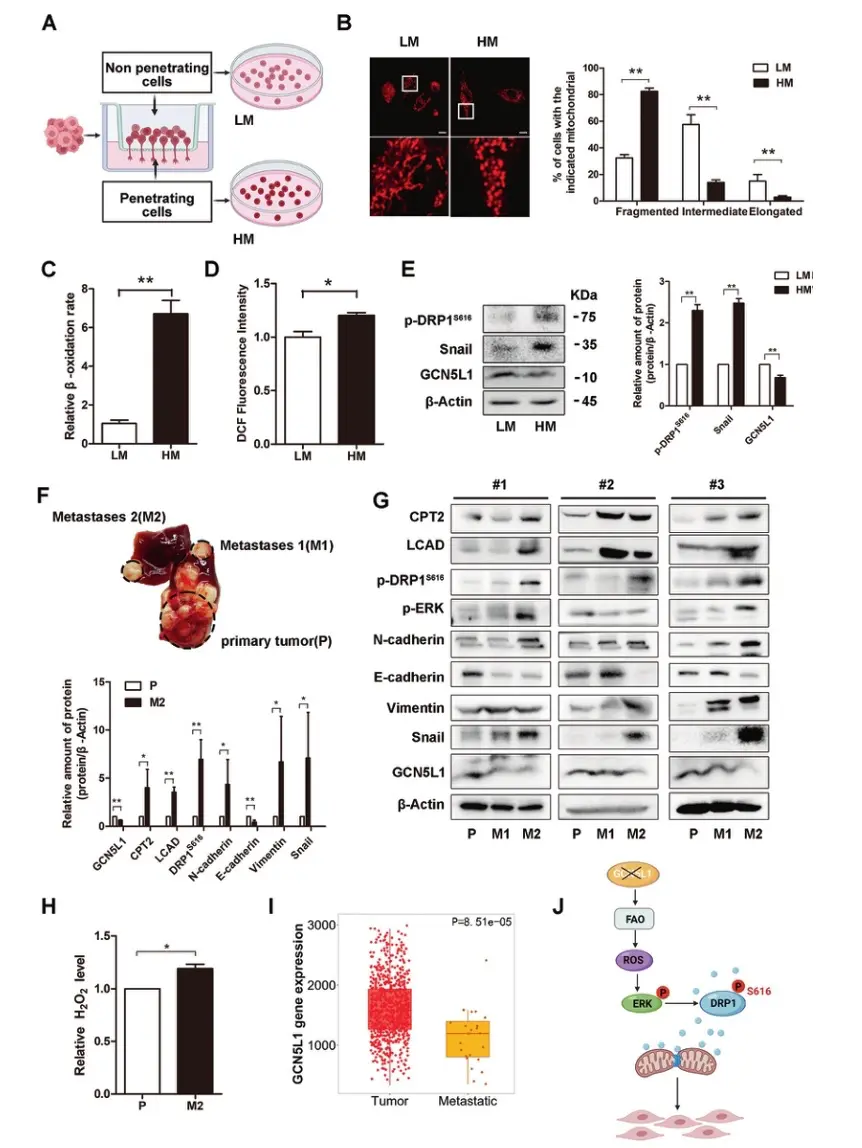 A
Non penetrating
cells
LM
Penetrating
cells
HM
B
LM HM
% of cells with the
indicated mitochondrial
100
80
60
40
20
0
** ** **
LM
HM
Fragmented Intermediate Elongated
C
Relative β -oxidation rate
8
6
4
2
0
**
LM HM
D
DCF Fluorescence Intensity
1.5
1.0
0.5
0.0
*
LM HM
E
KDa
p-DRP1S616 -75
Snail -35
GCN5L1 -10
β-Actin -45
LM HM
Relative amount of protein
(protein/β -Actin)
3
2
1
0
** ** **
LM
HM
p-DRP1S616
Snail
GCN5L1
F
Metastases 2(M2)
Metastases 1(M1)
primary tumor(P)
Relative amount of protein
(protein/β -Actin)
15
10
5
0
P
M2
** * ** ** * ** * *
GCN5L1
CPT2
LCAD
DRP1S616
N-cadherin
E-cadherin
Vimentin
Snail
G
#1 #2 #3
CPT2
LCAD
p-DRP1S616
p-ERK
N-cadherin
E-cadherin
Vimentin
Snail
GCN5L1
β-Actin
P M1 M2 P M1 M2 P M1 M2
H
Relative H2O2 level
1.5
1.0
0.5
0.0
*
P M2
I
GCN5L1 gene expression
3000
2000
1000
P=8.51e-05
Tumor Metastatic
J
GCN5L1
FAO
ROS
P
ERK
P
S616
DRP1